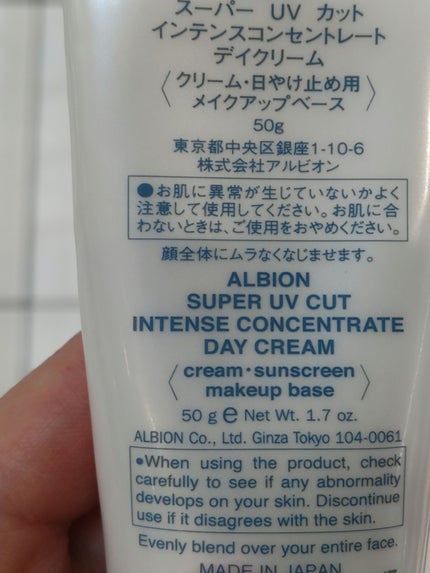 スーパー UV カット
インテンスコンセントレート
デイクリーム
〈クリーム・日やけ止め用
メイクアップベース〉
50g
東京都中央区銀座1-10-6
株式会社アルビオン
●お肌に異常が生じていないかよく
注意して使用してください。お肌に合
わないときは、ご使用をおやめください。
顔全体にムラなくなじませます。
ALBION
SUPER UV CUT
INTENSE CONCENTRATE
DAY CREAM
〈cream・sunscreen
makeup base〉
50 g e Net Wt. 1.7 oz.
ALBION Co., Ltd. Ginza Tokyo 104-0061
●When using the product, check
carefully to see if any abnormality
develops on your skin. Discontinue
use if it disagrees with the skin.
Evenly blend over your entire face.
MADE IN JAPAN